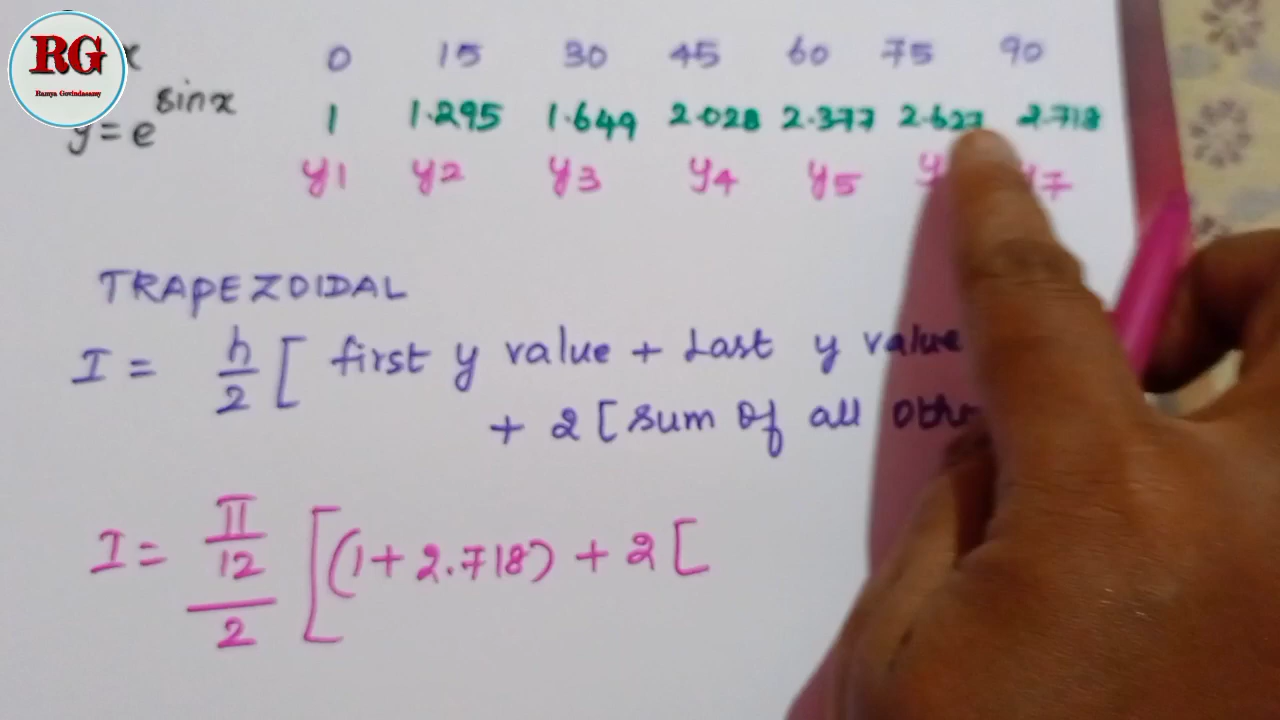 RG
Ramya Govindasamy
x 0 15 30 45 60 75 90
y = e^sinx 1 1.295 1.649 2.028 2.377 2.627 2.718
y1 y2 y3 y4 y5 y y7
TRAPEZOIDAL
I = h/2 [ first y value + Last y value
+ 2 [ sum of all
I = π/12/2 [(1 + 2.718) + 2 [